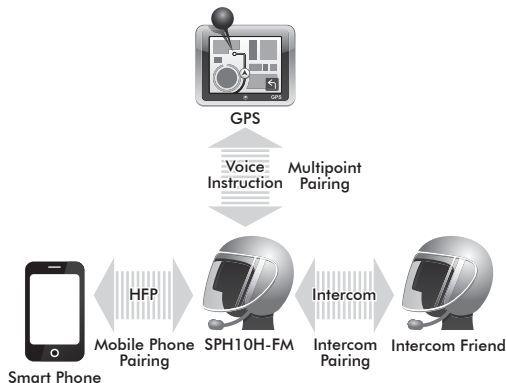 GPS
GPS
Voice
Instruction
Multipoint
Pairing
HFP
Intercom
Mobile Phone
Pairing
SPH10H-FM
Intercom
Pairing
Intercom Friend
Smart Phone